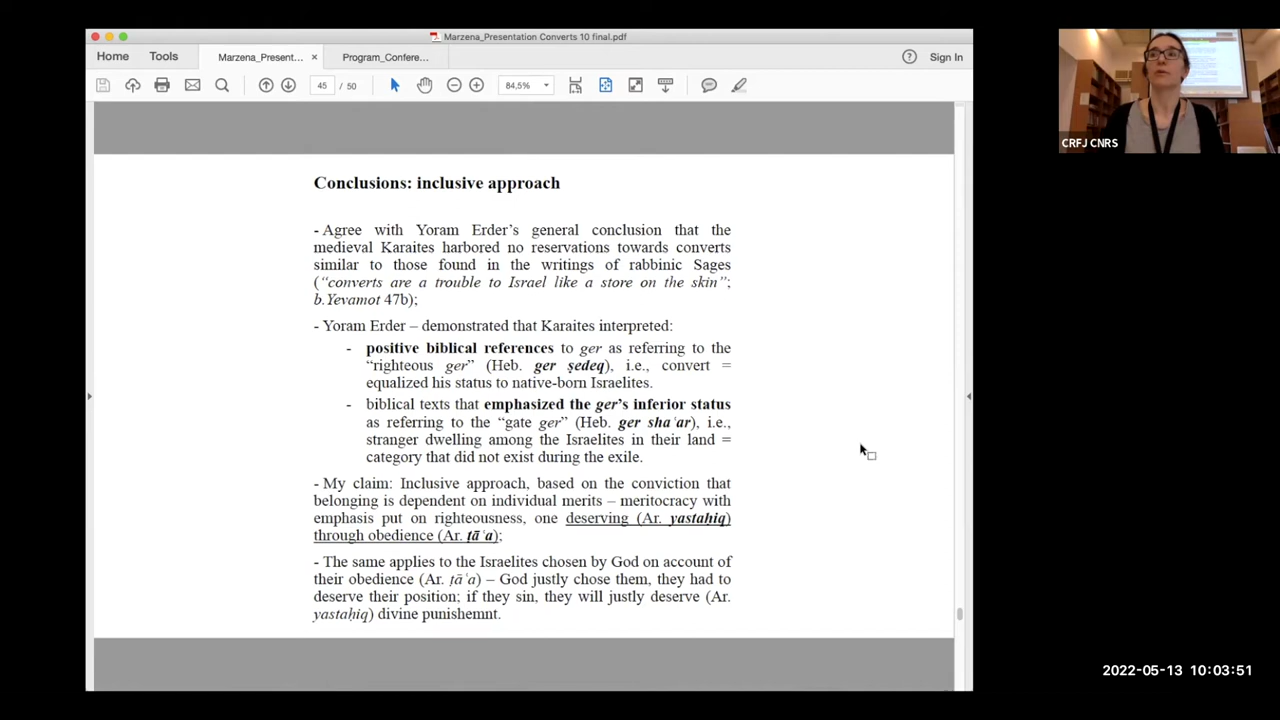 Marzena_Presentation Converts 10 final.pdf
Home Tools Marzena_Present... × Program_Confere... ? Sign In
45 / 50 84,5%
CRFJ CNRS
Conclusions: inclusive approach
- Agree with Yoram Erder’s general conclusion that the
medieval Karaites harbored no reservations towards converts
similar to those found in the writings of rabbinic Sages
(“converts are a trouble to Israel like a store on the skin”;
b.Yevamot 47b);
- Yoram Erder – demonstrated that Karaites interpreted:
- positive biblical references to ger as referring to the
“righteous ger” (Heb. ger ṣedeq), i.e., convert =
equalized his status to native-born Israelites.
- biblical texts that emphasized the ger’s inferior status
as referring to the “gate ger” (Heb. ger shaʿar), i.e.,
stranger dwelling among the Israelites in their land =
category that did not exist during the exile.
- My claim: Inclusive approach, based on the conviction that
belonging is dependent on individual merits – meritocracy with
emphasis put on righteousness, one deserving (Ar. yastaḥiq)
through obedience (Ar. ṭāʿa);
- The same applies to the Israelites chosen by God on account of
their obedience (Ar. ṭāʿa) – God justly chose them, they had to
deserve their position; if they sin, they will justly deserve (Ar.
yastaḥiq) divine punishemnt.
2022-05-13 10:03:51